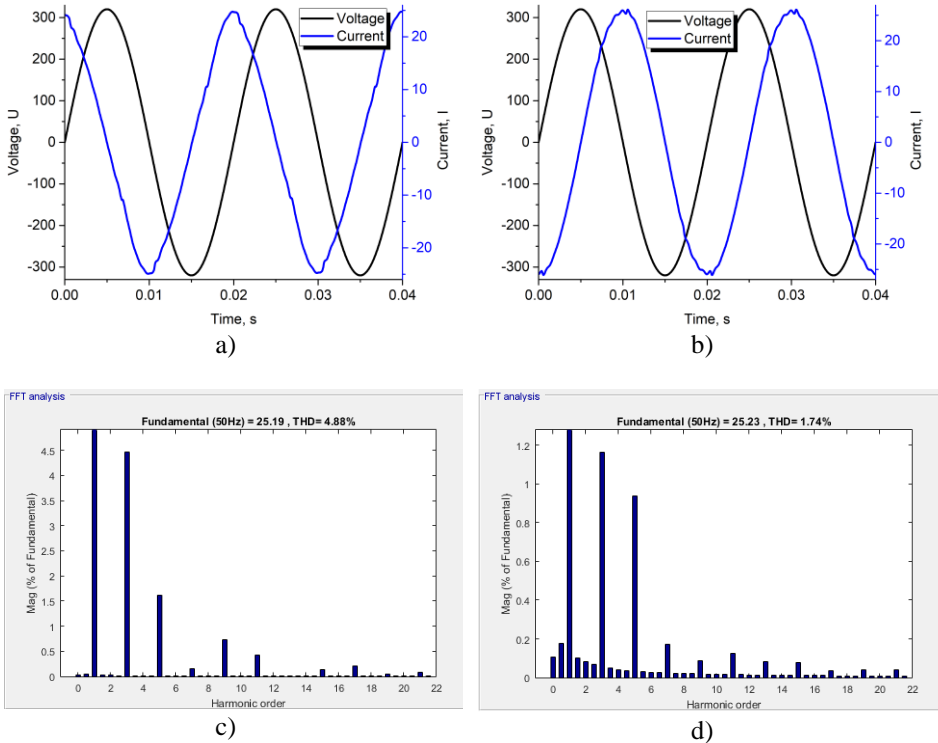 300
200
100
0
-100
-200
-300
Voltage, U
Voltage
Current
20
10
0
-10
-20
Current, I
0.00 0.01 0.02 0.03 0.04
Time, s
a)
300
200
100
0
-100
-200
-300
Voltage, U
Voltage
Current
20
10
0
-10
-20
Current, I
0.00 0.01 0.02 0.03 0.04
Time, s
b)
FFT analysis
Fundamental (50Hz) = 25.19 , THD= 4.88%
4.5
4
3.5
3
2.5
2
1.5
1
0.5
0
Mag (% of Fundamental)
0 2 4 6 8 10 12 14 16 18 20 22
Harmonic order
c)
FFT analysis
Fundamental (50Hz) = 25.23 , THD= 1.74%
1.2
1
0.8
0.6
0.4
0.2
0
Mag (% of Fundamental)
0 2 4 6 8 10 12 14 16 18 20 22
Harmonic order
d)